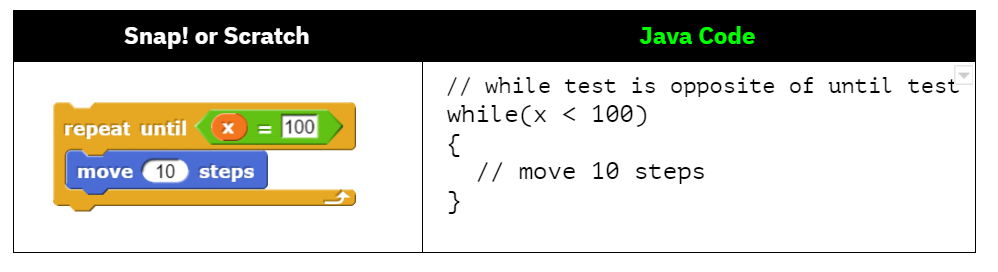 Snap! or Scratch
Java Code
repeat until x = 100
move 10 steps
// while test is opposite of until test
while(x < 100)
{
// move 10 steps
}